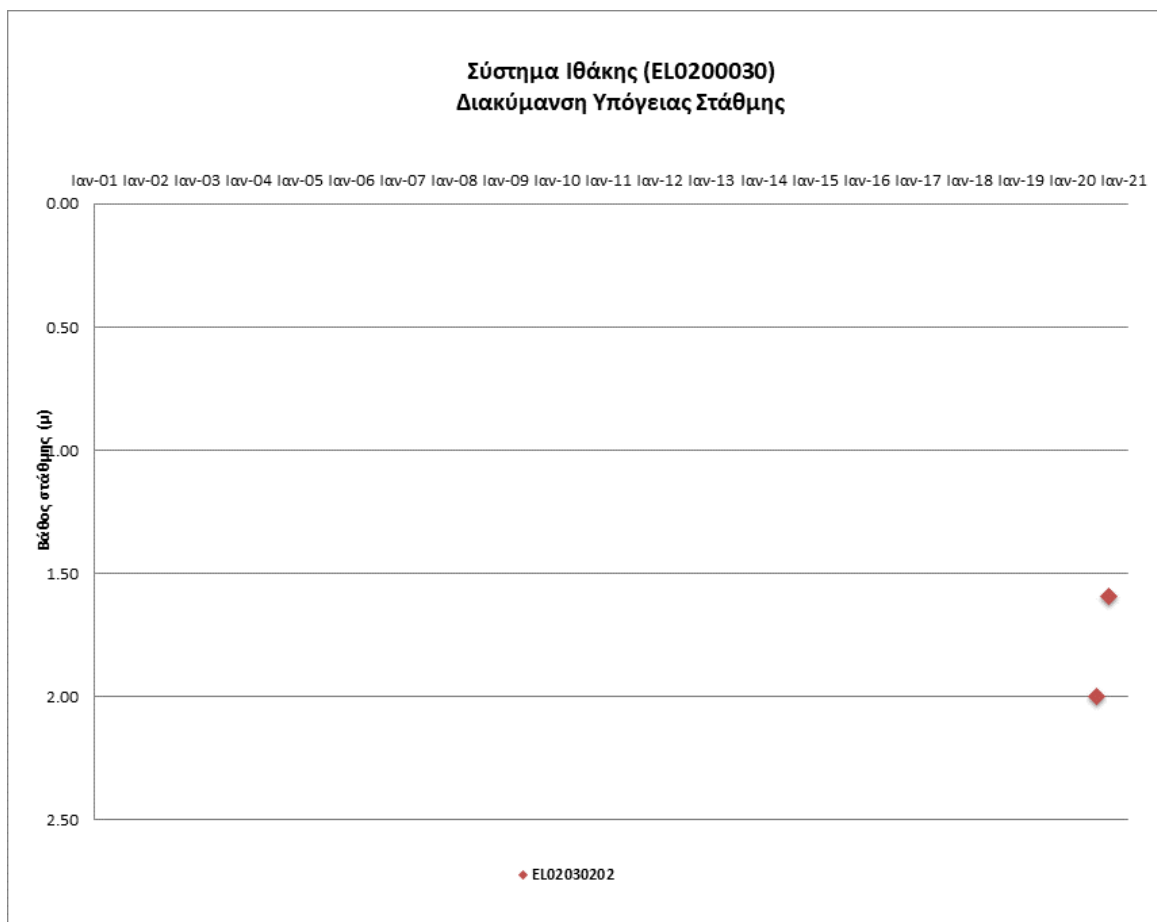 Σύστημα Ιθάκης (EL0200030)
Διακύμανση Υπόγειας Στάθμης
Ιαν-01 Ιαν-02 Ιαν-03 Ιαν-04 Ιαν-05 Ιαν-06 Ιαν-07 Ιαν-08 Ιαν-09 Ιαν-10 Ιαν-11 Ιαν-12 Ιαν-13 Ιαν-14 Ιαν-15 Ιαν-16 Ιαν-17 Ιαν-18 Ιαν-19 Ιαν-20 Ιαν-21
0.00
0.50
1.00
1.50
2.00
2.50
Βάθος στάθμης (μ)
EL02030202